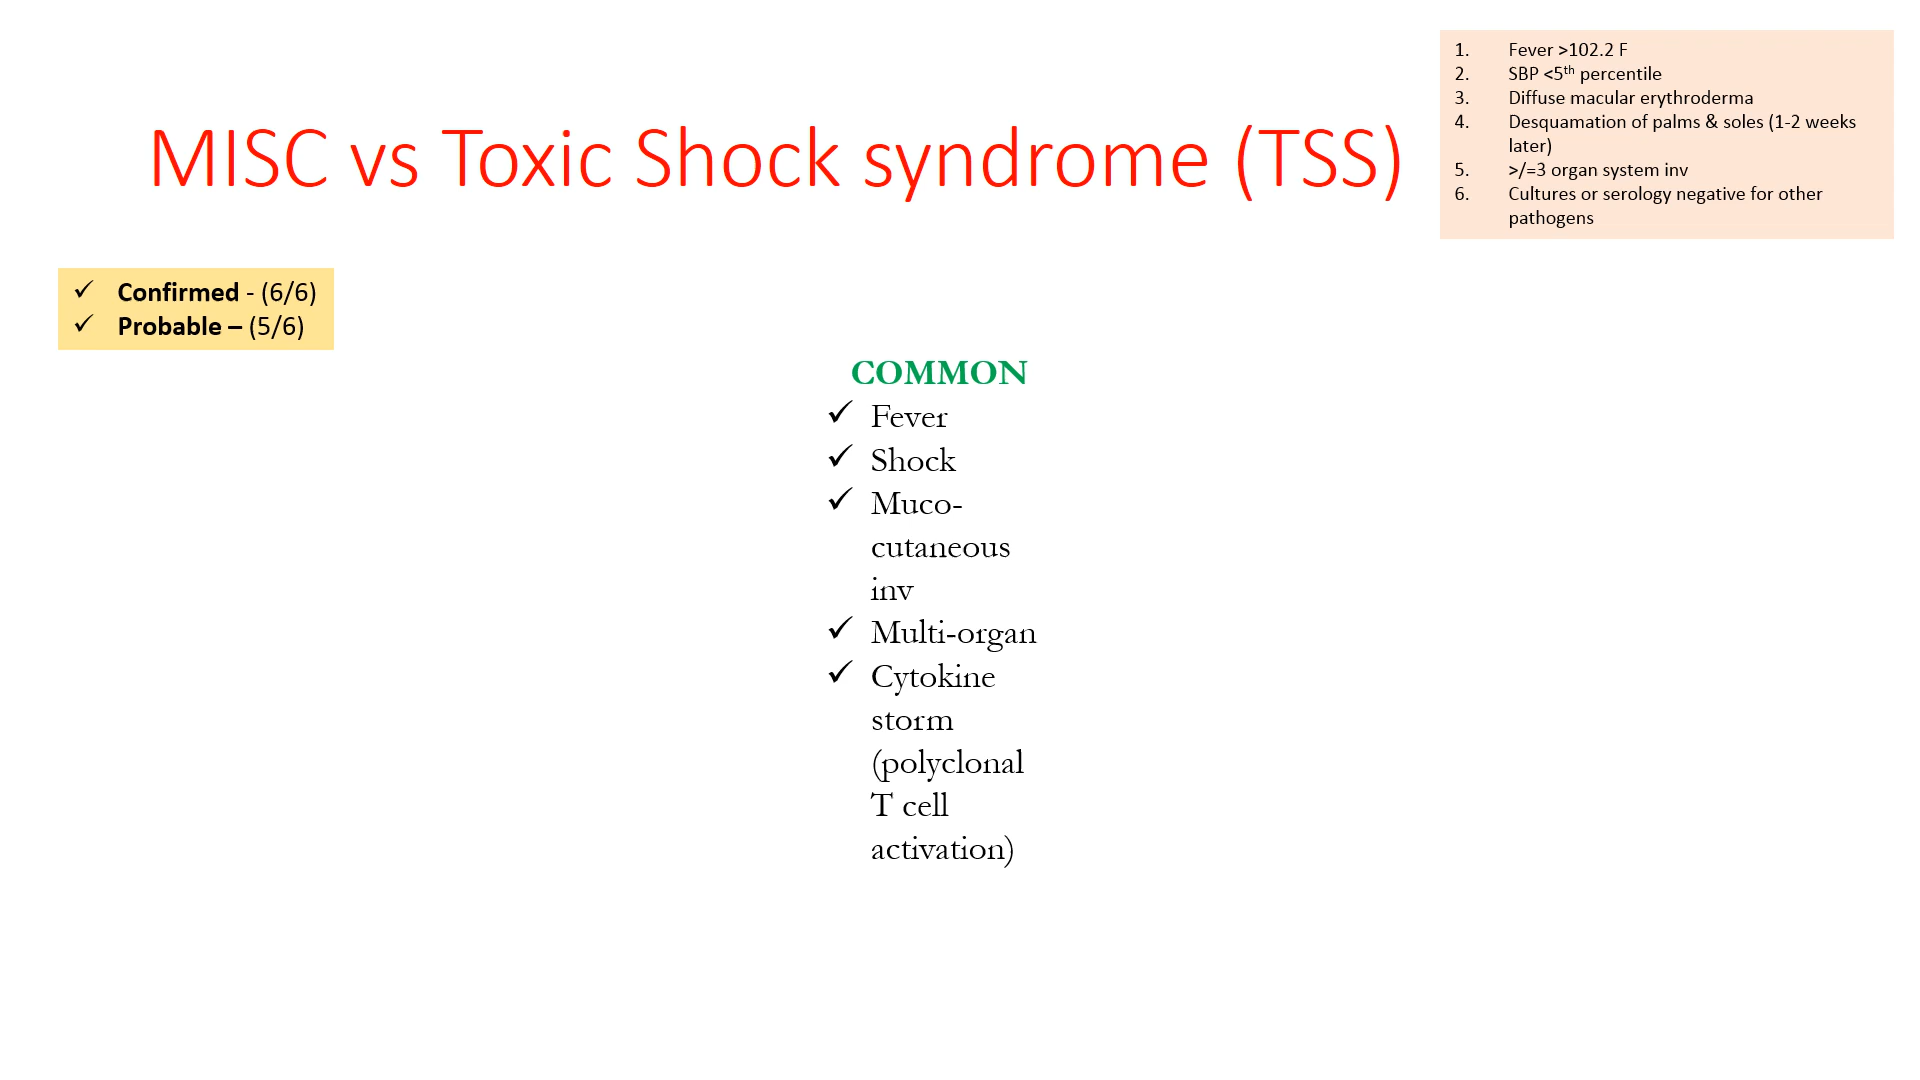 MISC vs Toxic Shock syndrome (TSS)
1. Fever >102.2 F
2. SBP <5th percentile
3. Diffuse macular erythroderma
4. Desquamation of palms & soles (1-2 weeks
later)
5. >/=3 organ system inv
6. Cultures or serology negative for other
pathogens
✓ Confirmed - (6/6)
✓ Probable – (5/6)
COMMON
✓ Fever
✓ Shock
✓ Muco-
cutaneous
inv
✓ Multi-organ
✓ Cytokine
storm
(polyclonal
T cell
activation)